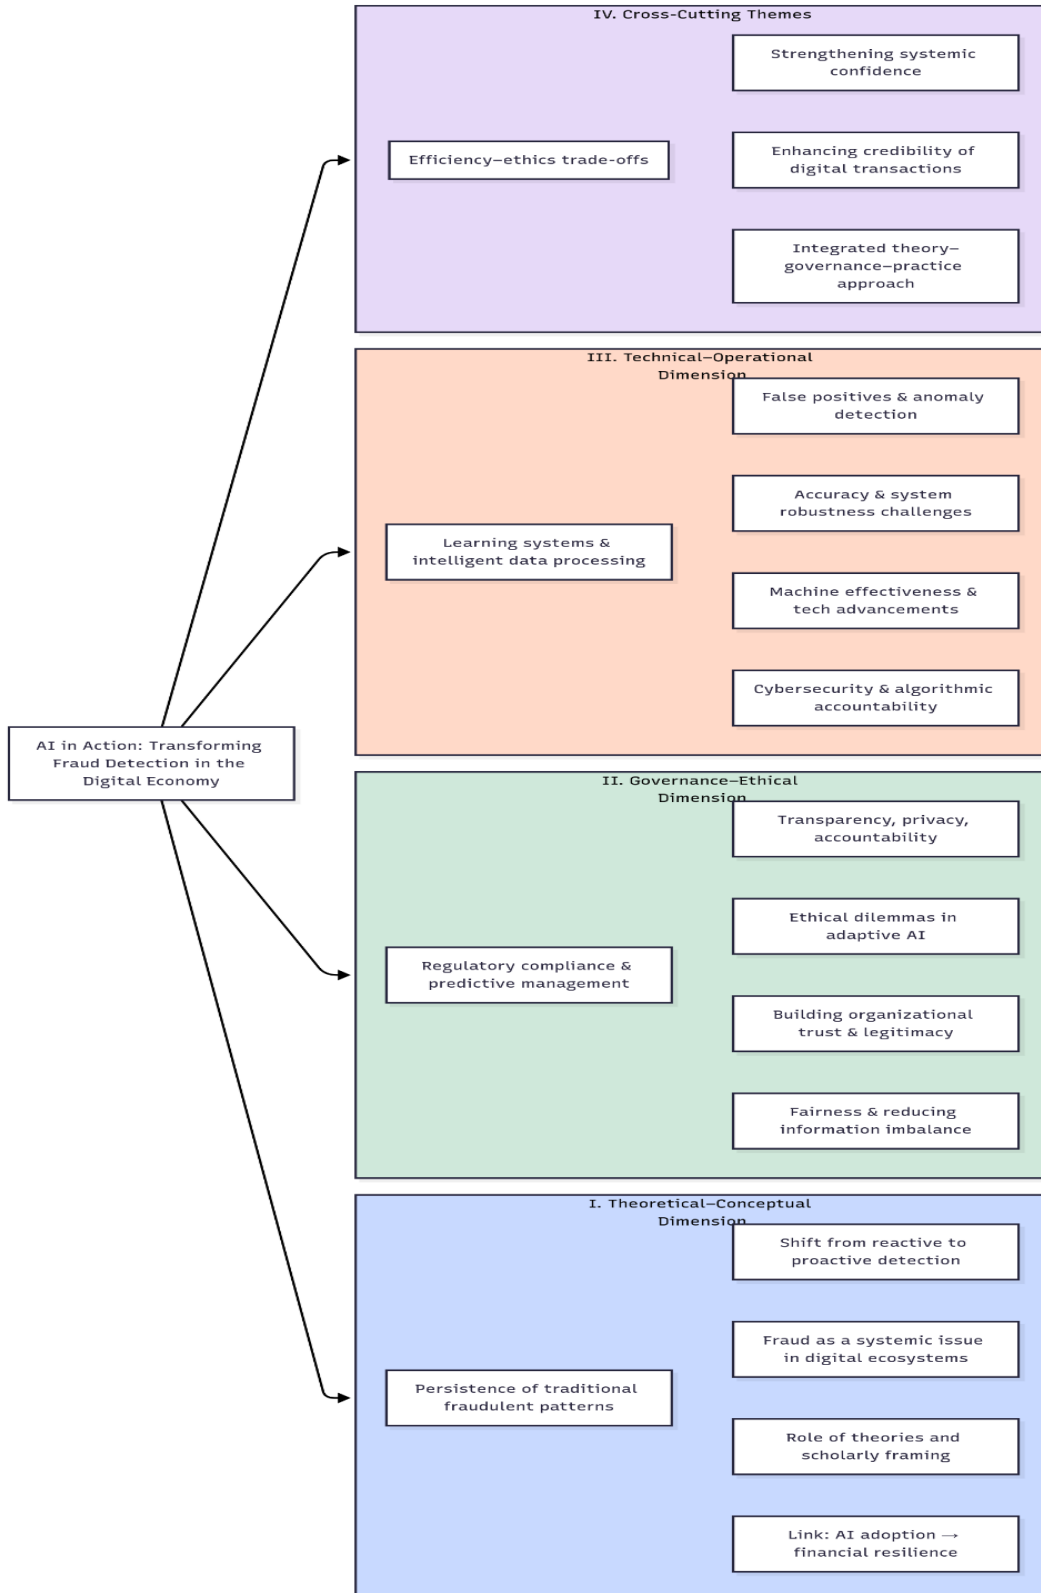 IV. Cross-Cutting Themes
Strengthening systemic
confidence
Efficiency–ethics trade-offs
Enhancing credibility of
digital transactions
Integrated theory–
governance–practice
approach
III. Technical–Operational
Dimension
False positives & anomaly
detection
Accuracy & system
robustness challenges
Learning systems &
intelligent data processing
Machine effectiveness &
tech advancements
Cybersecurity & algorithmic
accountability
AI in Action: Transforming
Fraud Detection in the
Digital Economy
II. Governance–Ethical
Dimension
Transparency, privacy,
accountability
Ethical dilemmas in
adaptive AI
Regulatory compliance &
predictive management
Building organizational
trust & legitimacy
Fairness & reducing
information imbalance
I. Theoretical–Conceptual
Dimension
Shift from reactive to
proactive detection
Fraud as a systemic issue
in digital ecosystems
Persistence of traditional
fraudulent patterns
Role of theories and
scholarly framing
Link: AI adoption →
financial resilience